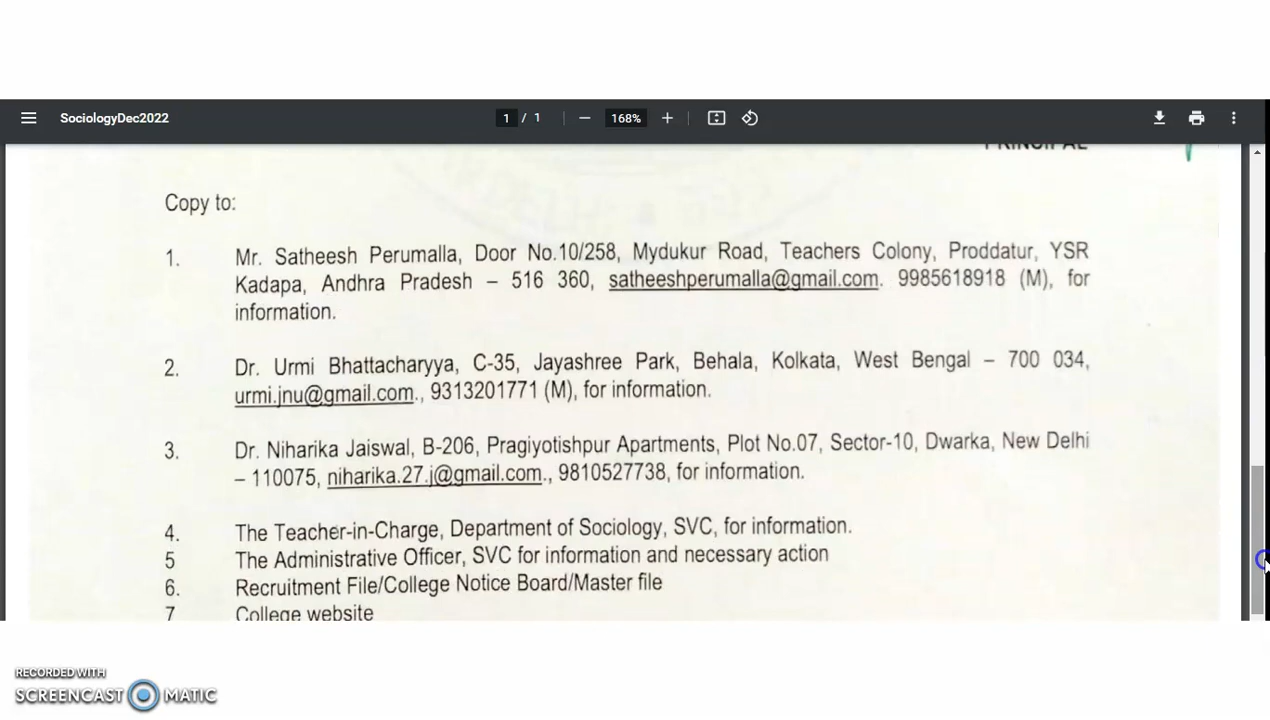 SociologyDec2022
1 / 1
168%
PRINCIPAL
Copy to:
1. Mr. Satheesh Perumalla, Door No.10/258, Mydukur Road, Teachers Colony, Proddatur, YSR
Kadapa, Andhra Pradesh – 516 360, satheeshperumalla@gmail.com. 9985618918 (M), for
information.
2. Dr. Urmi Bhattacharyya, C-35, Jayashree Park, Behala, Kolkata, West Bengal – 700 034,
urmi.jnu@gmail.com., 9313201771 (M), for information.
3. Dr. Niharika Jaiswal, B-206, Pragiyotishpur Apartments, Plot No.07, Sector-10, Dwarka, New Delhi
– 110075, niharika.27.j@gmail.com., 9810527738, for information.
4. The Teacher-in-Charge, Department of Sociology, SVC, for information.
5 The Administrative Officer, SVC for information and necessary action
6. Recruitment File/College Notice Board/Master file
7 College website
RECORDED WITH
SCREENCAST MATIC